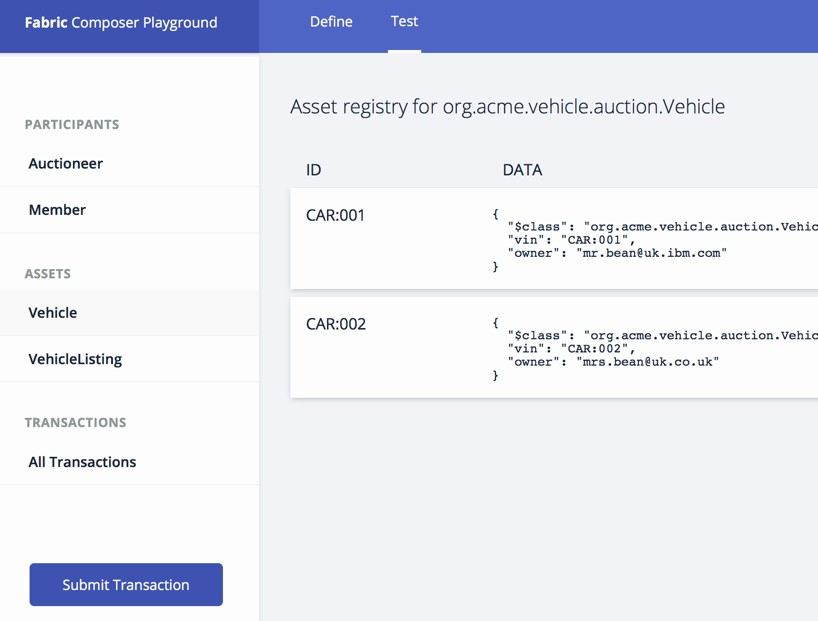 Fabric Composer Playground
Define
Test
PARTICIPANTS
Auctioneer
Member
ASSETS
Vehicle
VehicleListing
TRANSACTIONS
All Transactions
Submit Transaction
Asset registry for org.acme.vehicle.auction.Vehicle
ID DATA
CAR:001
{
"$class": "org.acme.vehicle.auction.Vehic
"vin": "CAR:001",
"owner": "mr.bean@uk.ibm.com"
}
CAR:002
{
"$class": "org.acme.vehicle.auction.Vehic
"vin": "CAR:002",
"owner": "mrs.bean@uk.co.uk"
}